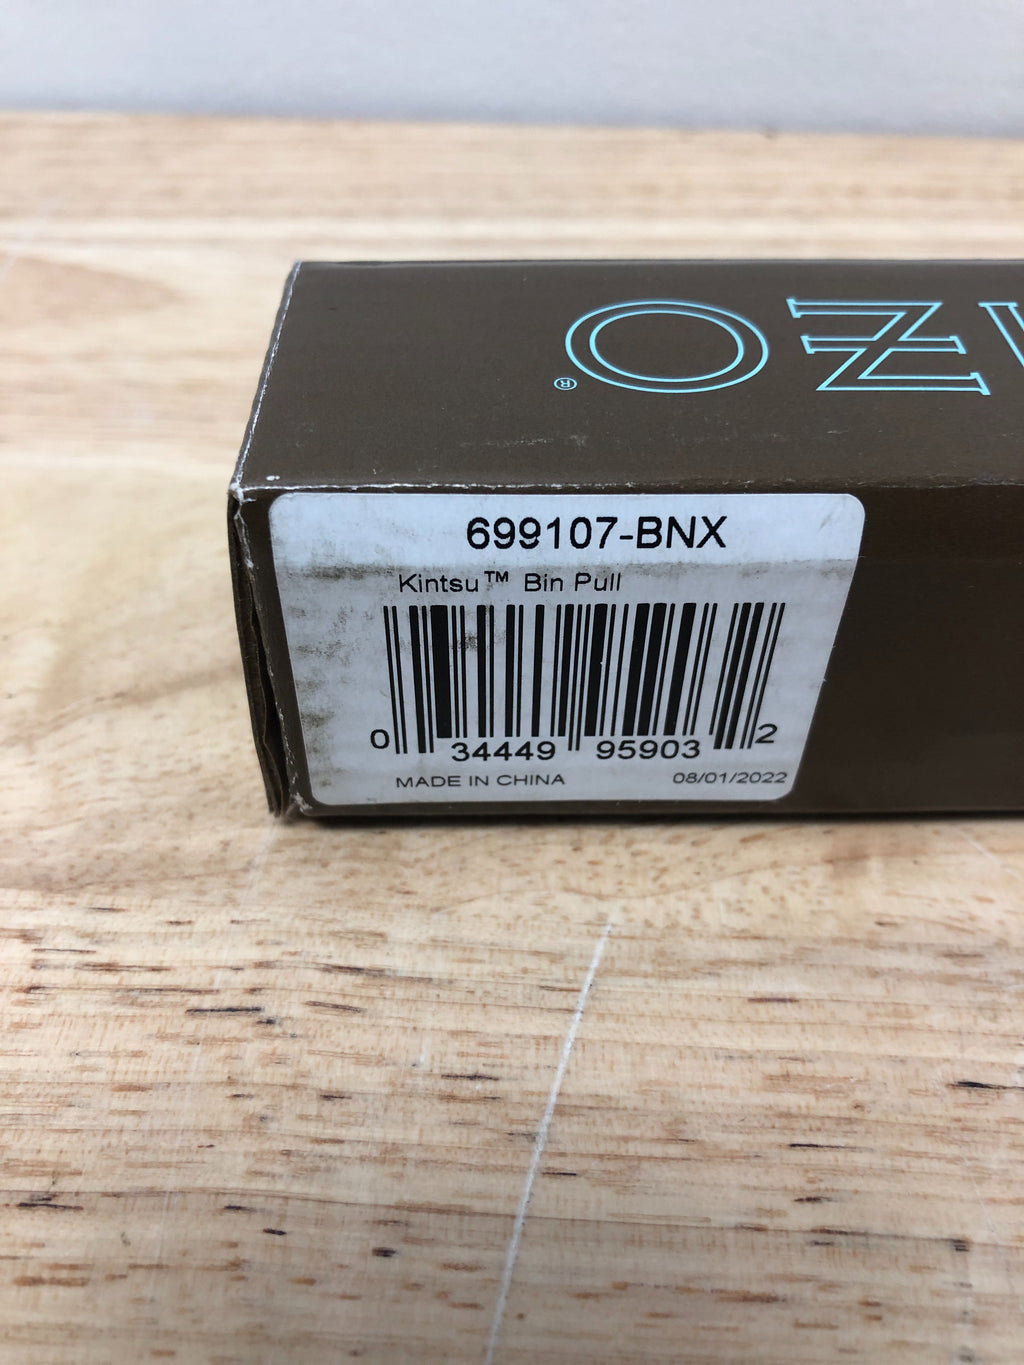 699107-BNX
Kintsu™ Bin Pull
0 34449 95903 2
MADE IN CHINA 08/01/2022